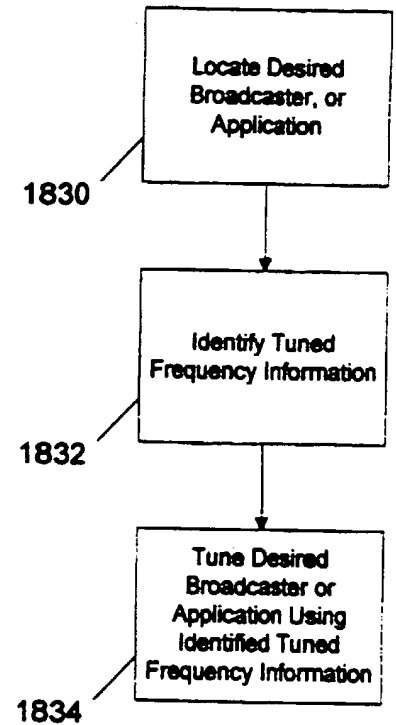 Locate Desired
Broadcaster, or
Application
1830
Identify Tuned
Frequency Information
1832
Tune Desired
Broadcaster or
Application Using
Identified Tuned
Frequency Information
1834